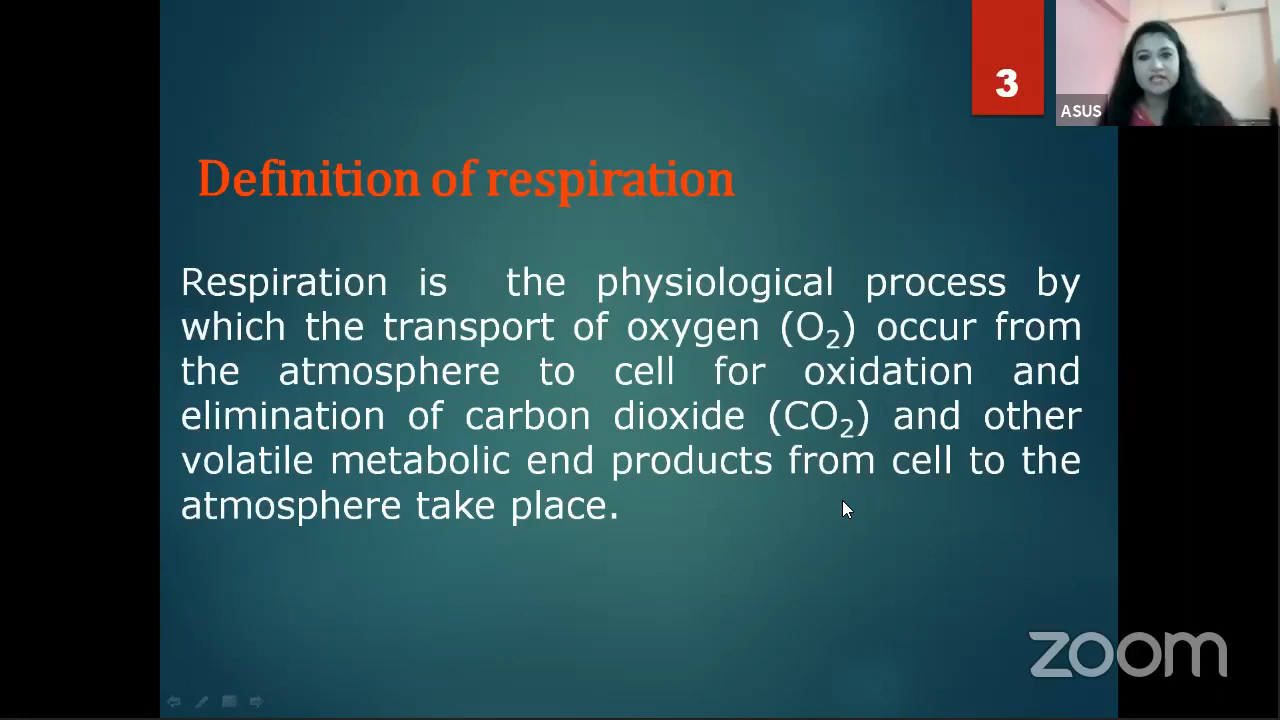 3
ASUS
Definition of respiration
Respiration is the physiological process by
which the transport of oxygen (O₂) occur from
the atmosphere to cell for oxidation and
elimination of carbon dioxide (CO₂) and other
volatile metabolic end products from cell to the
atmosphere take place.
zoom